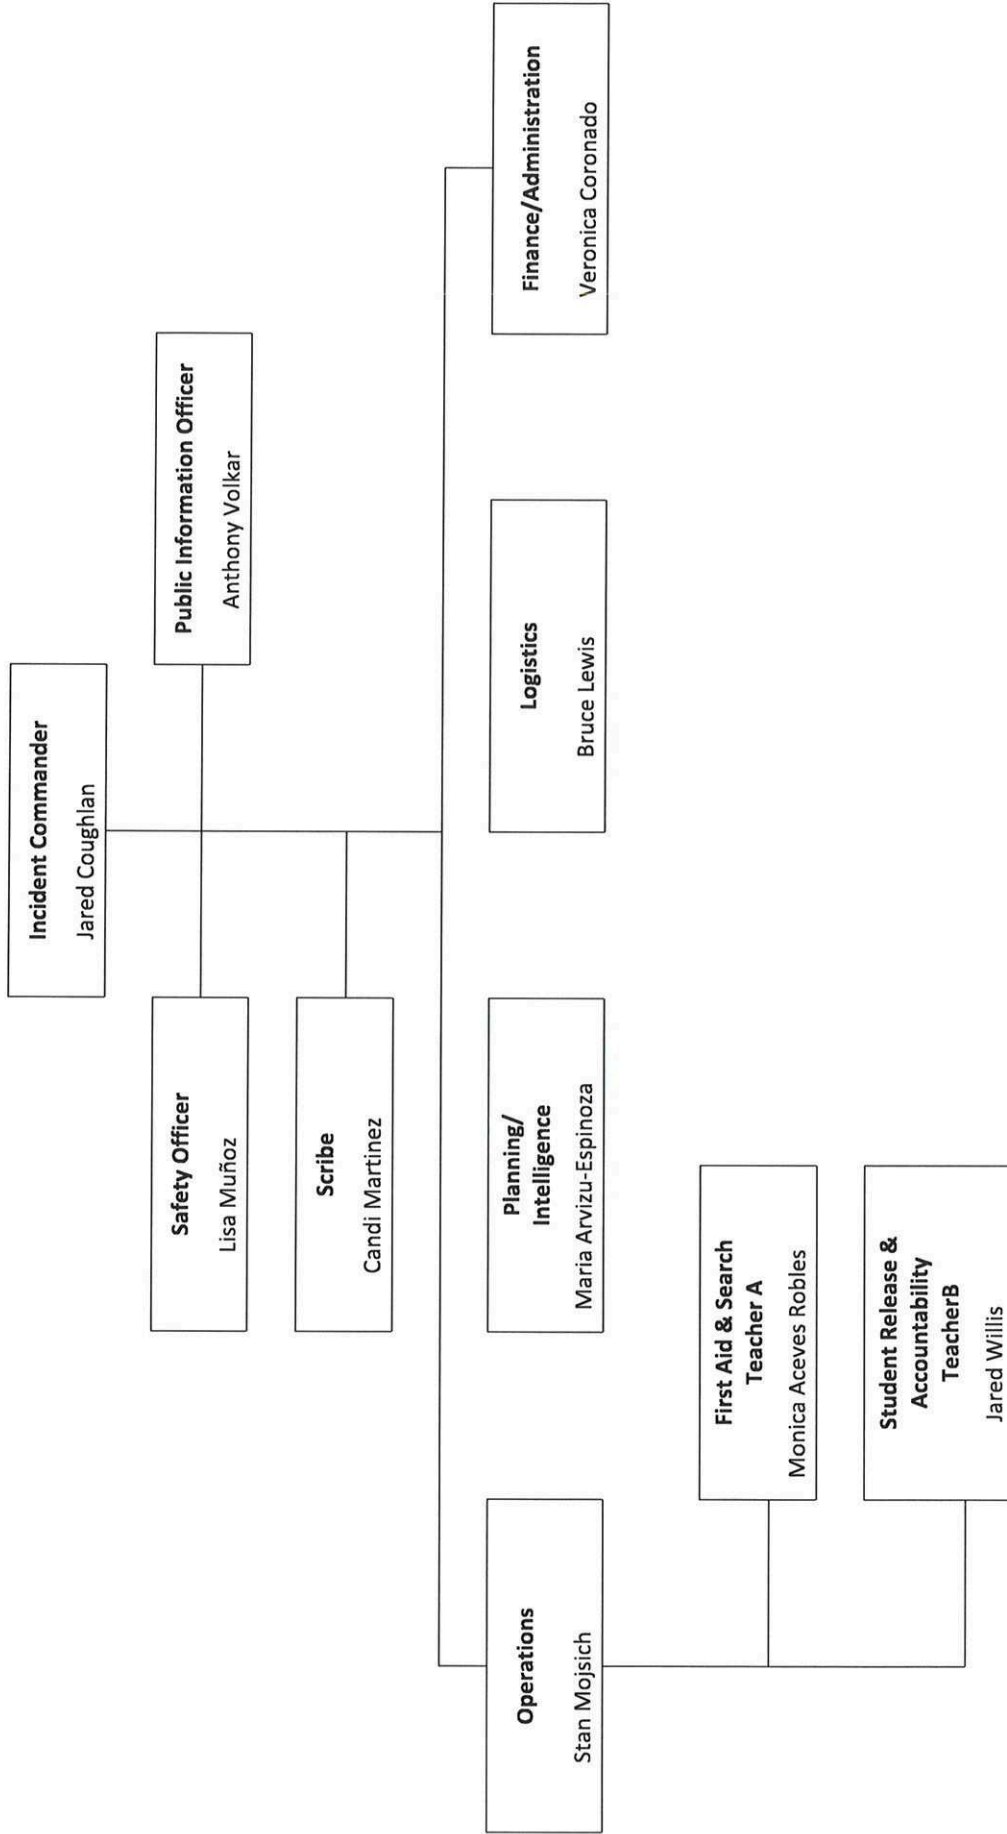 Incident Commander
Jared Coughlan
Public Information Officer
Anthony Volkar
Safety Officer
Lisa Muñoz
Scribe
Candi Martinez
Operations
Stan Mojsich
Planning/
Intelligence
Maria Arvizu-Espinoza
Logistics
Bruce Lewis
Finance/Administration
Veronica Coronado
First Aid & Search
Teacher A
Monica Aceves Robles
Student Release &
Accountability
TeacherB
Jared Willis